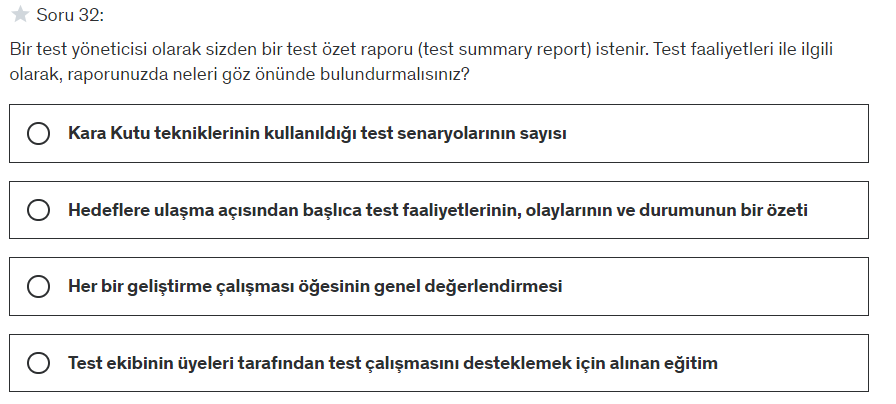 Soru 32:
Bir test yöneticisi olarak sizden bir test özet raporu (test summary report) istenir. Test faaliyetleri ile ilgili
olarak, raporunuzda neleri göz önünde bulundurmalısınız?
Kara Kutu tekniklerinin kullanıldığı test senaryolarının sayısı
Hedeflere ulaşma açısından başlıca test faaliyetlerinin, olaylarının ve durumunun bir özeti
Her bir geliştirme çalışması öğesinin genel değerlendirmesi
Test ekibinin üyeleri tarafından test çalışmasını desteklemek için alınan eğitim